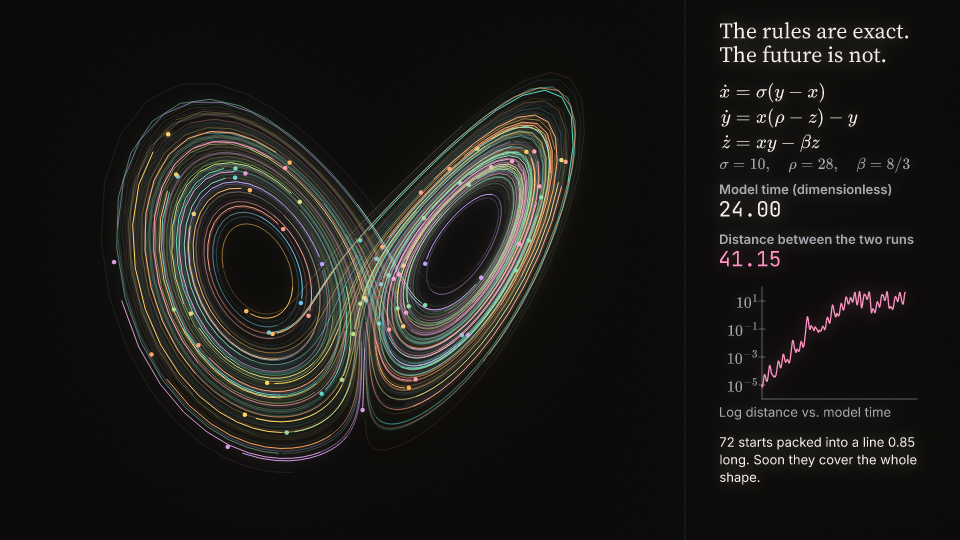 The rules are exact.
The future is not.
ẋ = σ(y − x)
ẏ = x(ρ − z) − y
ż = xy − βz
σ = 10, ρ = 28, β = 8/3
Model time (dimensionless)
24.00
Distance between the two runs
41.15
10¹
10⁻¹
10⁻³
10⁻⁵
Log distance vs. model time
72 starts packed into a line 0.85
long. Soon they cover the whole
shape.